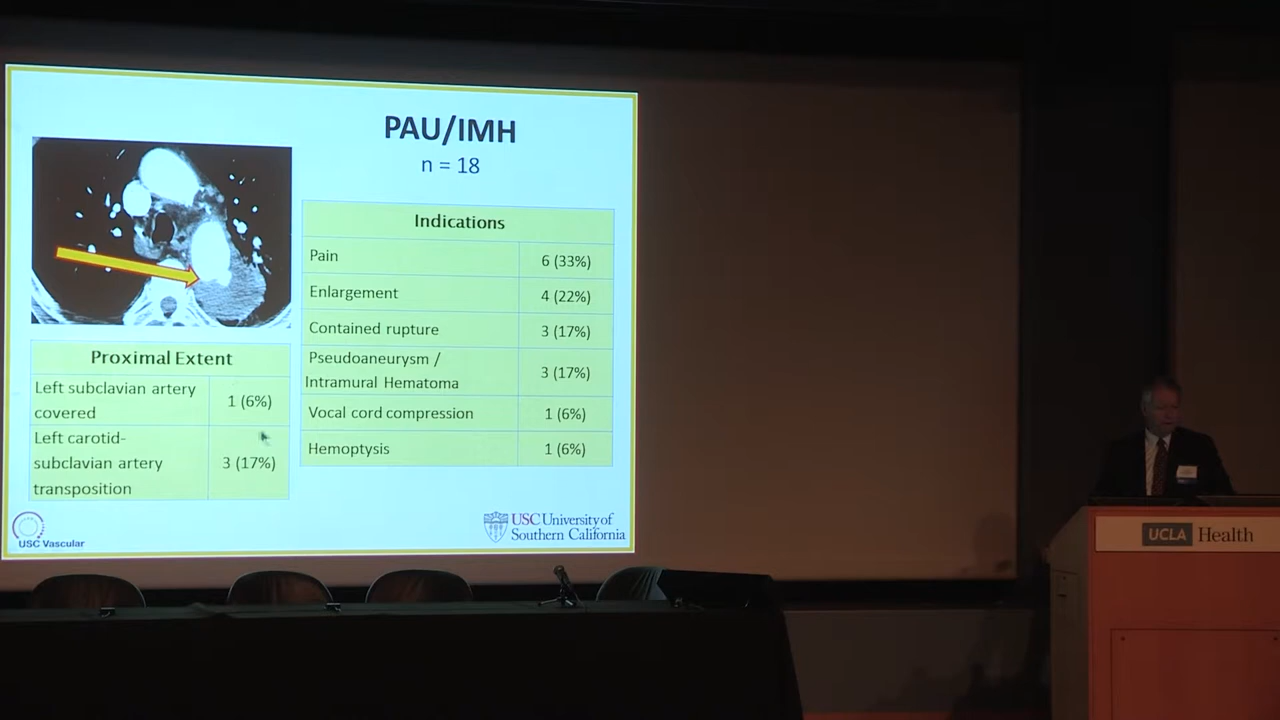 PAU/IMH
n = 18
Indications
Pain 6 (33%)
Enlargement 4 (22%)
Contained rupture 3 (17%)
Pseudoaneurysm /
Intramural Hematoma 3 (17%)
Vocal cord compression 1 (6%)
Hemoptysis 1 (6%)
Proximal Extent
Left subclavian artery
covered 1 (6%)
Left carotid-
subclavian artery
transposition 3 (17%)
USC Vascular
USC University of
Southern California
UCLA Health